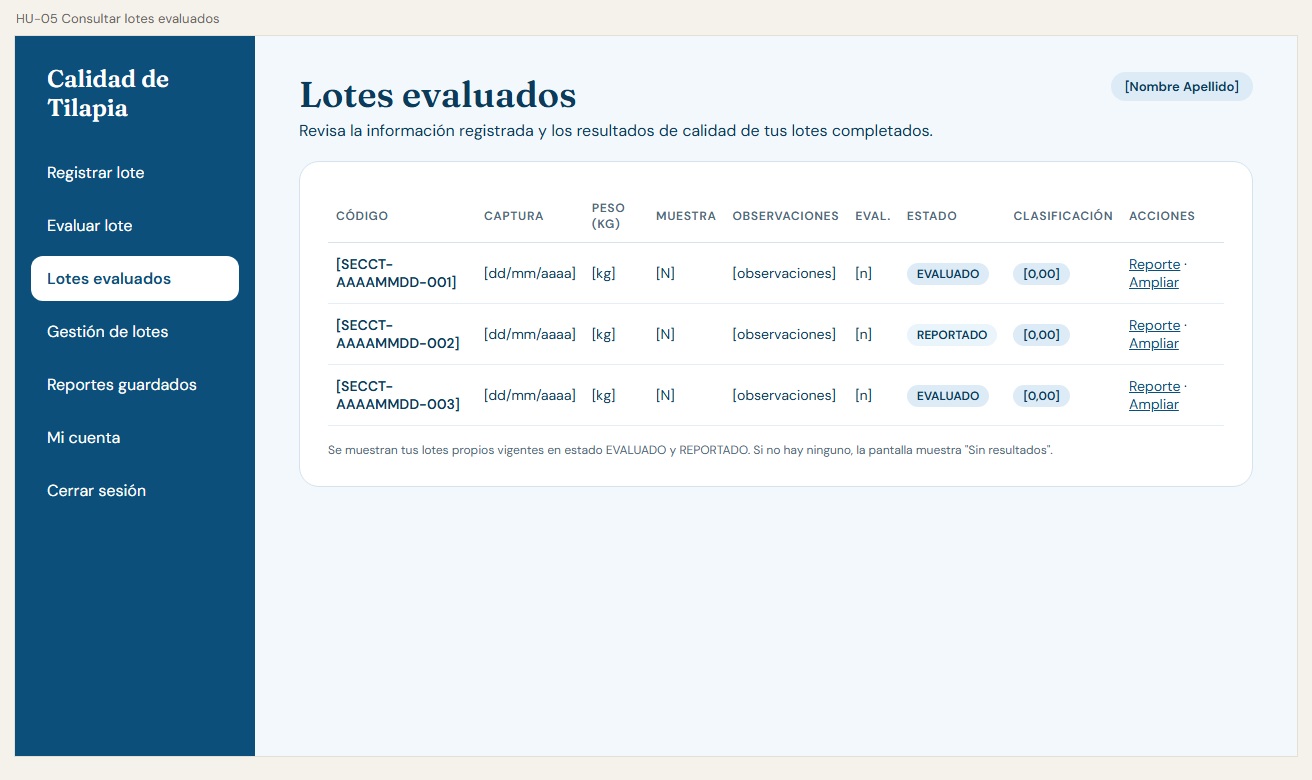 HU-05 Consultar lotes evaluados
Calidad de
Tilapia
Registrar lote
Evaluar lote
Lotes evaluados
Gestión de lotes
Reportes guardados
Mi cuenta
Cerrar sesión
Lotes evaluados
[Nombre Apellido]
Revisa la información registrada y los resultados de calidad de tus lotes completados.
CÓDIGO CAPTURA PESO (KG) MUESTRA OBSERVACIONES EVAL. ESTADO CLASIFICACIÓN ACCIONES
[SECCT-
AAAAMMDD-001] [dd/mm/aaaa] [kg] [N] [observaciones] [n] EVALUADO [0,00] Reporte ·
Ampliar
[SECCT-
AAAAMMDD-002] [dd/mm/aaaa] [kg] [N] [observaciones] [n] REPORTADO [0,00] Reporte ·
Ampliar
[SECCT-
AAAAMMDD-003] [dd/mm/aaaa] [kg] [N] [observaciones] [n] EVALUADO [0,00] Reporte ·
Ampliar
Se muestran tus lotes propios vigentes en estado EVALUADO y REPORTADO. Si no hay ninguno, la pantalla muestra "Sin resultados".